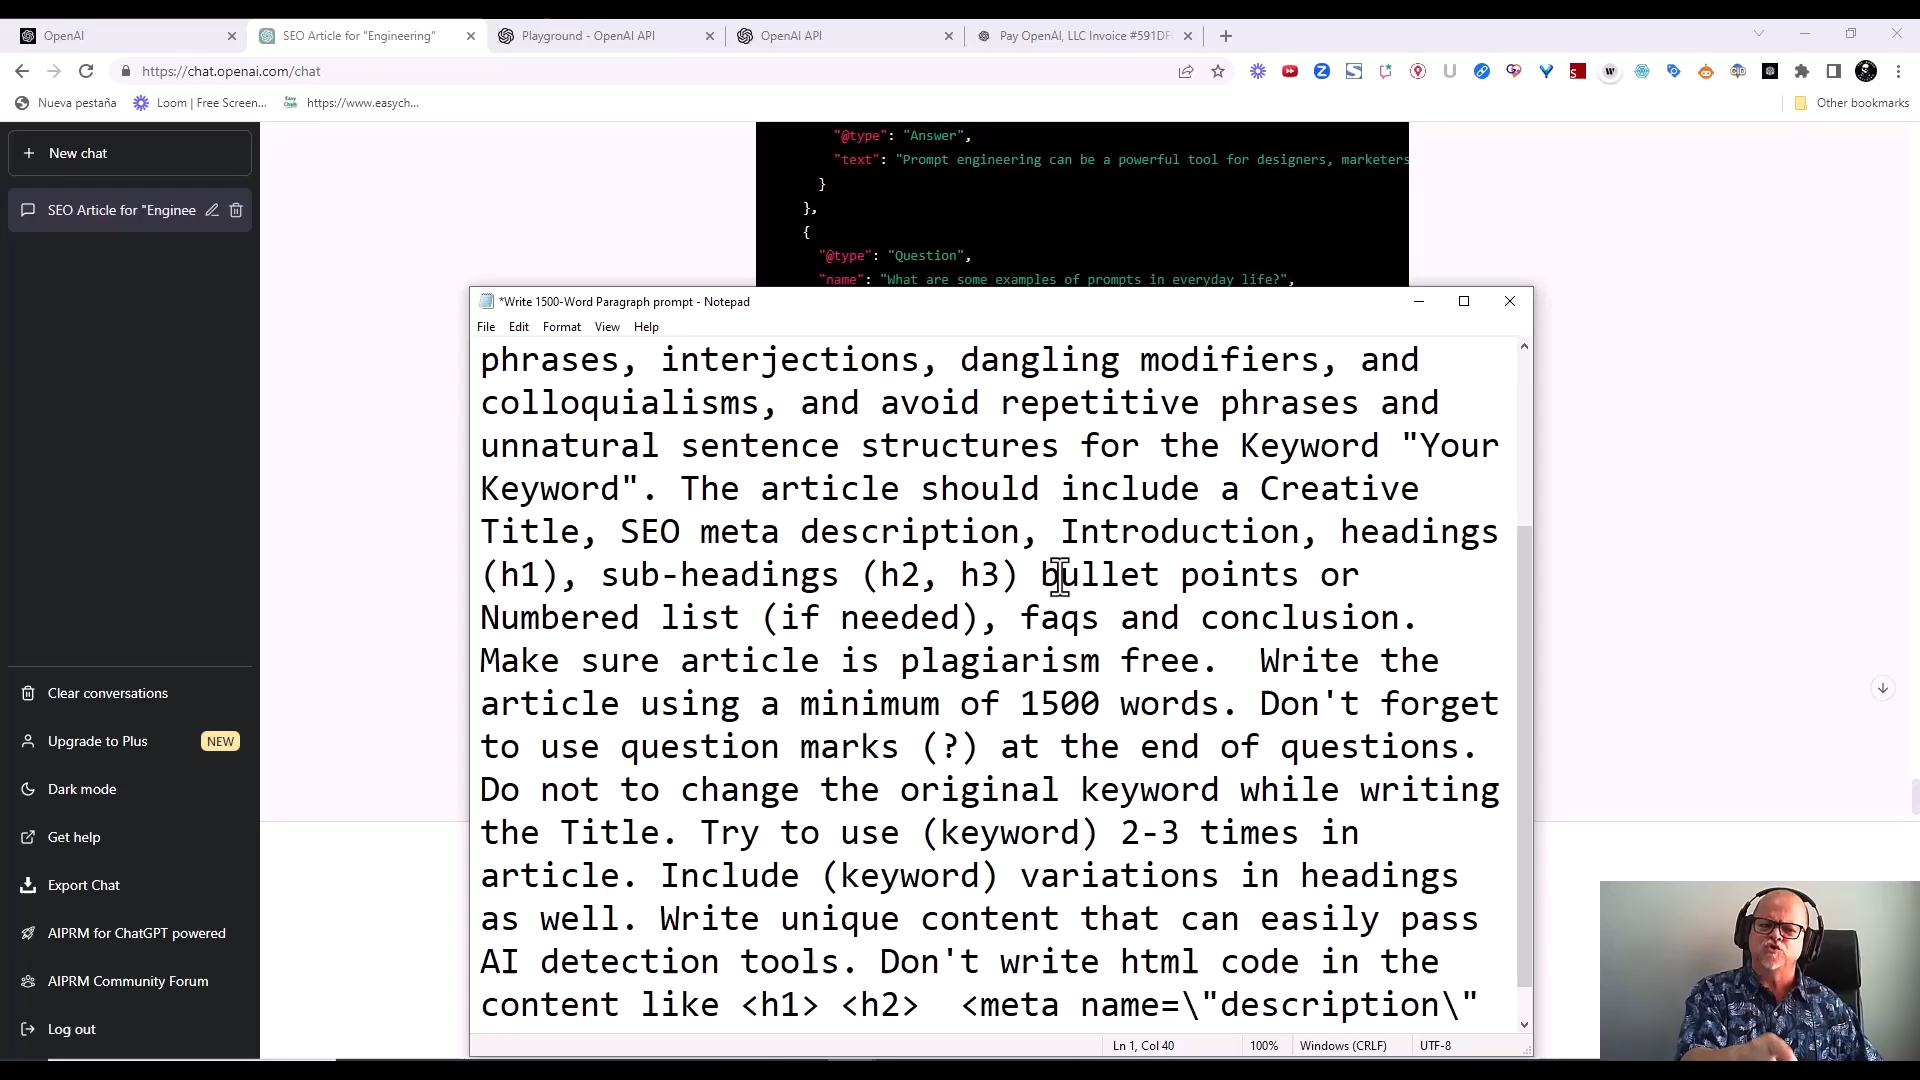 OpenAI
SEO Article for "Engineering"
Playground - OpenAI API
OpenAI API
Pay OpenAI, LLC Invoice #591DF
https://chat.openai.com/chat
Nueva pestaña
Loom | Free Screen...
https://www.easych...
Other bookmarks
New chat
SEO Article for "Enginee
Clear conversations
Upgrade to Plus
NEW
Dark mode
Get help
Export Chat
AIPRM for ChatGPT powered
AIPRM Community Forum
Log out
"@type": "Answer",
"text": "Prompt engineering can be a powerful tool for designers, marketers
}
},
{
"@type": "Question",
"name": "What are some examples of prompts in everyday life?",
*Write 1500-Word Paragraph prompt - Notepad
File Edit Format View Help
phrases, interjections, dangling modifiers, and
colloquialisms, and avoid repetitive phrases and
unnatural sentence structures for the Keyword "Your
Keyword". The article should include a Creative
Title, SEO meta description, Introduction, headings
(h1), sub-headings (h2, h3) bullet points or
Numbered list (if needed), faqs and conclusion.
Make sure article is plagiarism free.  Write the
article using a minimum of 1500 words. Don't forget
to use question marks (?) at the end of questions.
Do not to change the original keyword while writing
the Title. Try to use (keyword) 2-3 times in
article. Include (keyword) variations in headings
as well. Write unique content that can easily pass
AI detection tools. Don't write html code in the
content like <h1> <h2>  <meta name=\"description\"
Ln 1, Col 40
100%
Windows (CRLF)
UTF-8